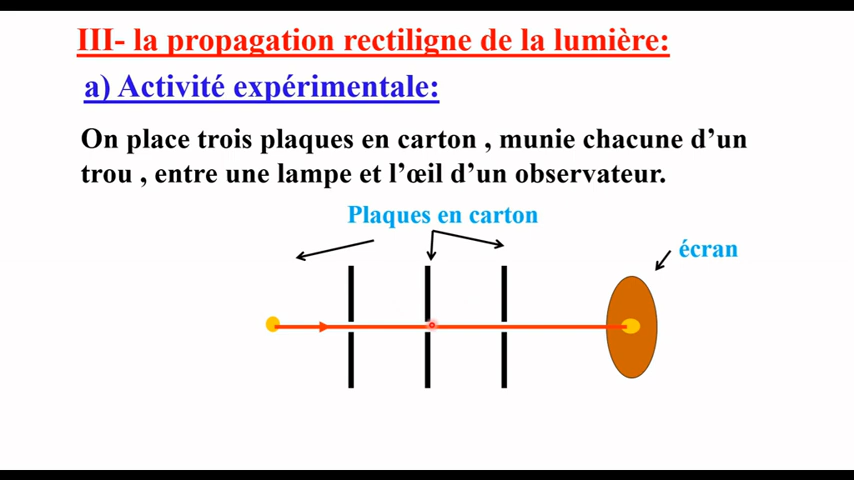 III- la propagation rectiligne de la lumière:
a) Activité expérimentale:
On place trois plaques en carton , munie chacune d’un
trou , entre une lampe et l’œil d’un observateur.
Plaques en carton
écran